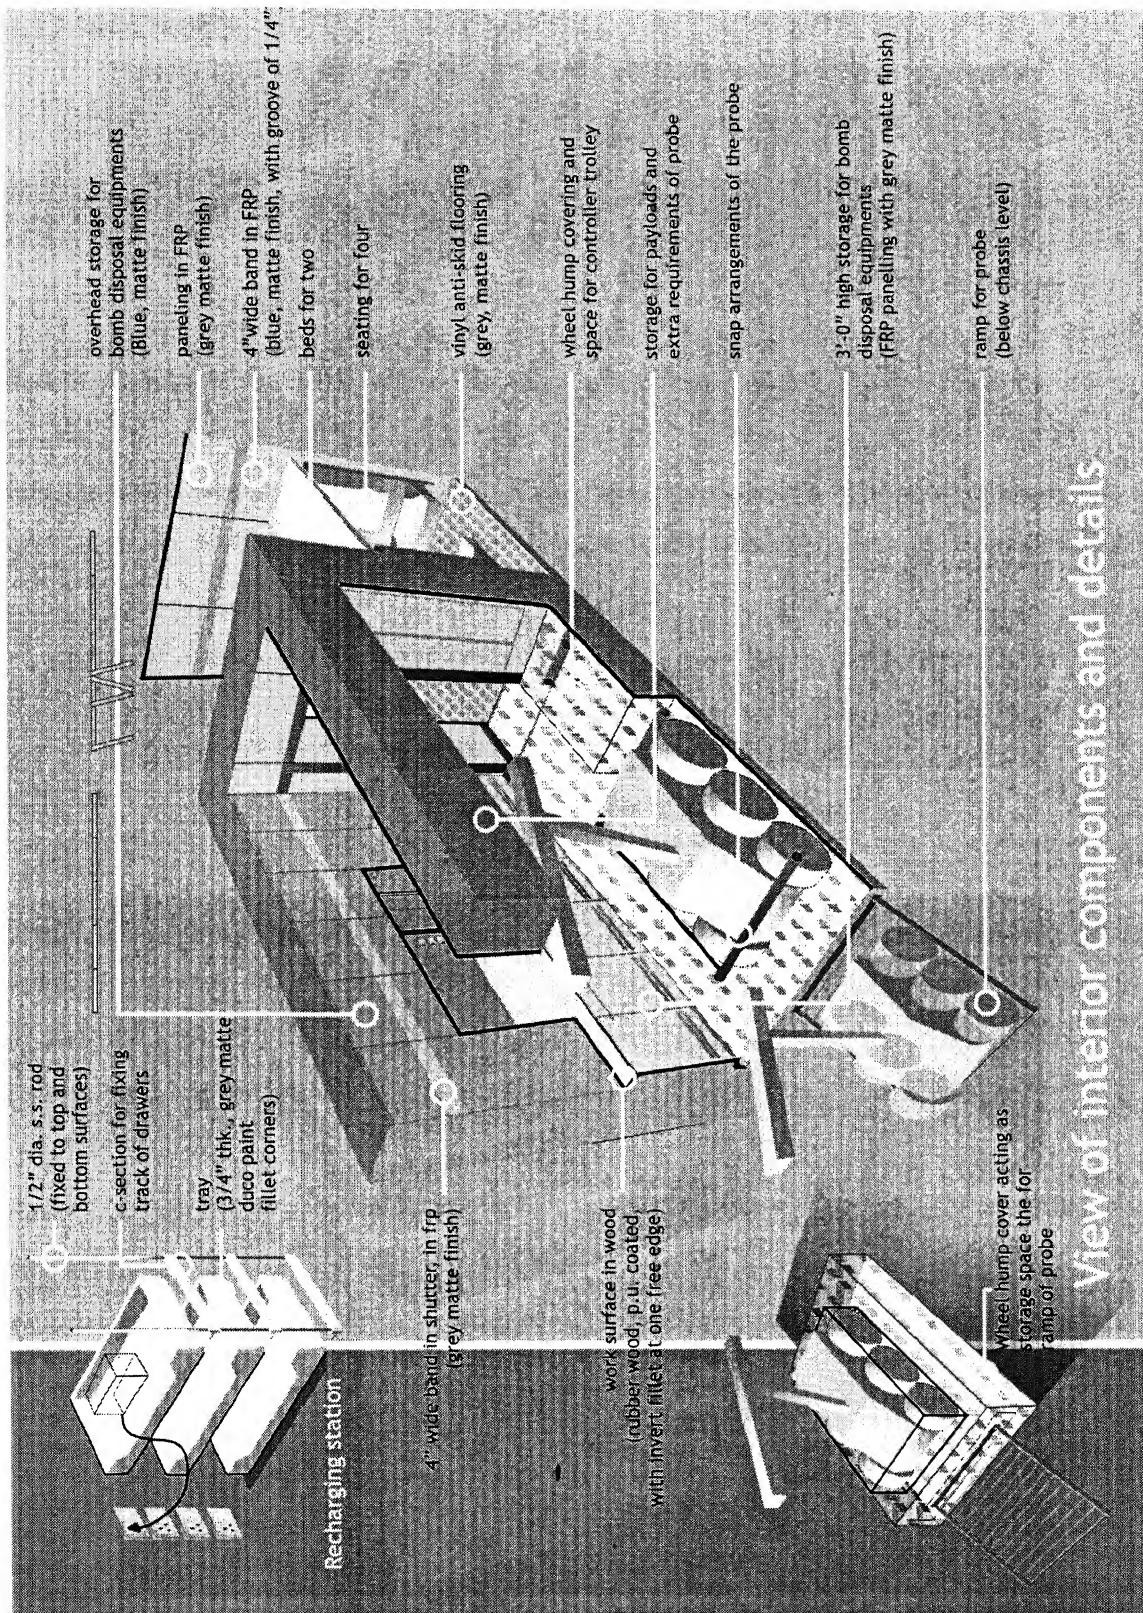 1/2" dia. s.s. rod
(fixed to top and
bottom surfaces)
c-section for fixing
track of drawers
tray
(3/4" thk., grey matte
duco paint
fillet corners)
Recharging station
4" wide band in shutter, in frp
(grey matte finish)
work surface in wood
(rubber wood, p.u. coated,
with invert fillet at one free edge)
Wheel hump cover acting as
storage space the for
ramp of probe
overhead storage for
bomb disposal equipments
(Blue, matte finish)
paneling in FRP
(grey matte finish)
4"wide band in FRP
(blue, matte finish, with groove of 1/4"
beds for two
seating for four
vinyl anti-skid flooring
(grey, matte finish)
wheel hump covering and
space for controller trolley
storage for payloads and
extra requirements of probe
snap arrangements of the probe
3'-0" high storage for bomb
disposal equipments
(FRP panelling with grey matte finish)
ramp for probe
(below chassis level)
View of interior components and details